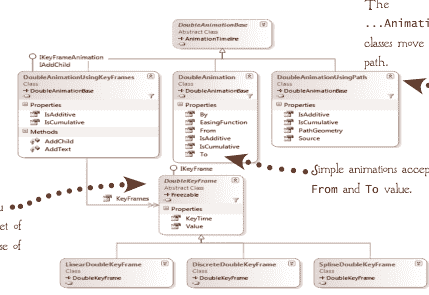 The
...Animati
classes move
path.
DoubleAnimationBase
Abstract Class
AnimationTimeline
IKeyFrameAnimation
IAddChild
DoubleAnimationUsingKeyFrames
Class
DoubleAnimationBase
Properties
IsAdditive
IsCumulative
Methods
AddChild
AddText
DoubleAnimation
Class
DoubleAnimationBase
Properties
By
EasingFunction
From
IsAdditive
IsCumulative
To
DoubleAnimationUsingPath
Class
DoubleAnimationBase
Properties
IsAdditive
IsCumulative
PathGeometry
Source
Simple animations accep
From and To value.
IKeyFrame
DoubleKeyFrame
Abstract Class
Freezable
Properties
KeyTime
Value
KeyFrames
u
et of
se of
LinearDoubleKeyFrame
Class
DoubleKeyFrame
DiscreteDoubleKeyFrame
Class
DoubleKeyFrame
SplineDoubleKeyFrame
Class
DoubleKeyFrame